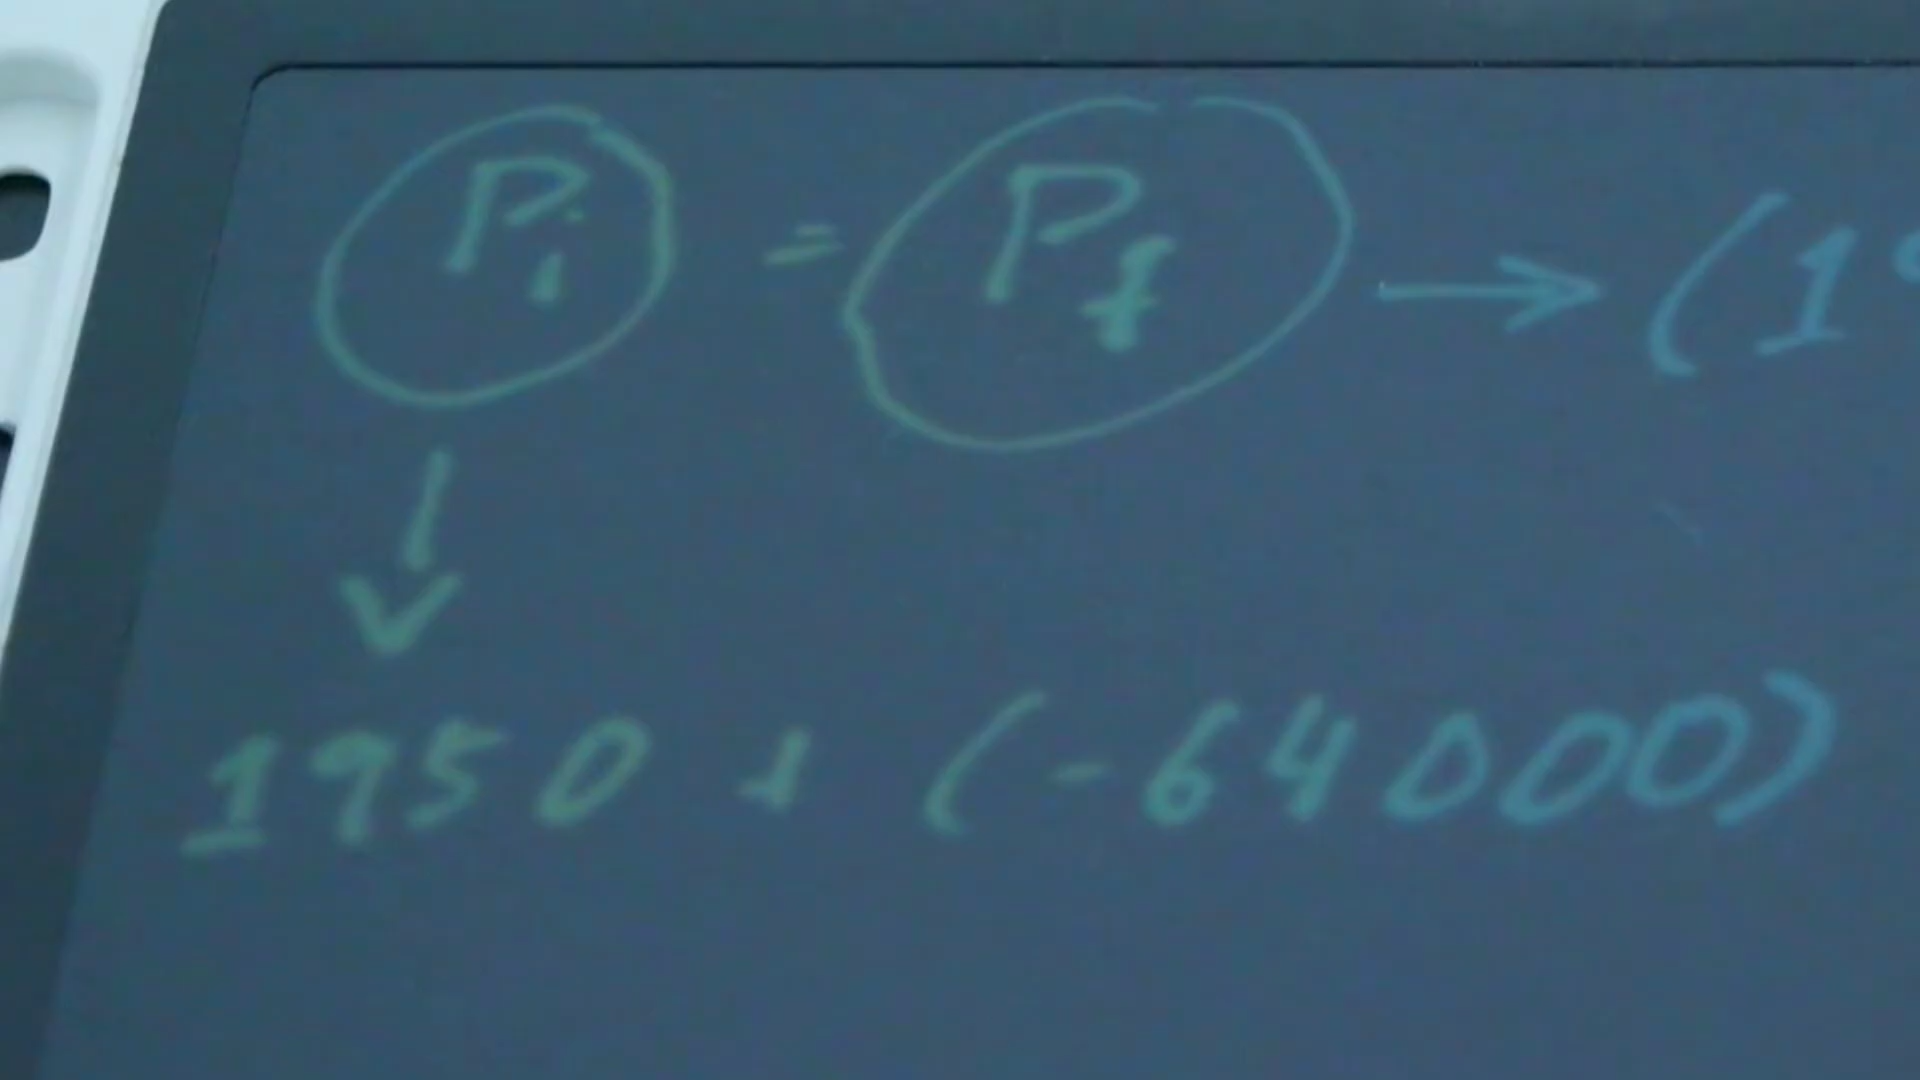 Pi = Pf → (1
1950 + (-64000)